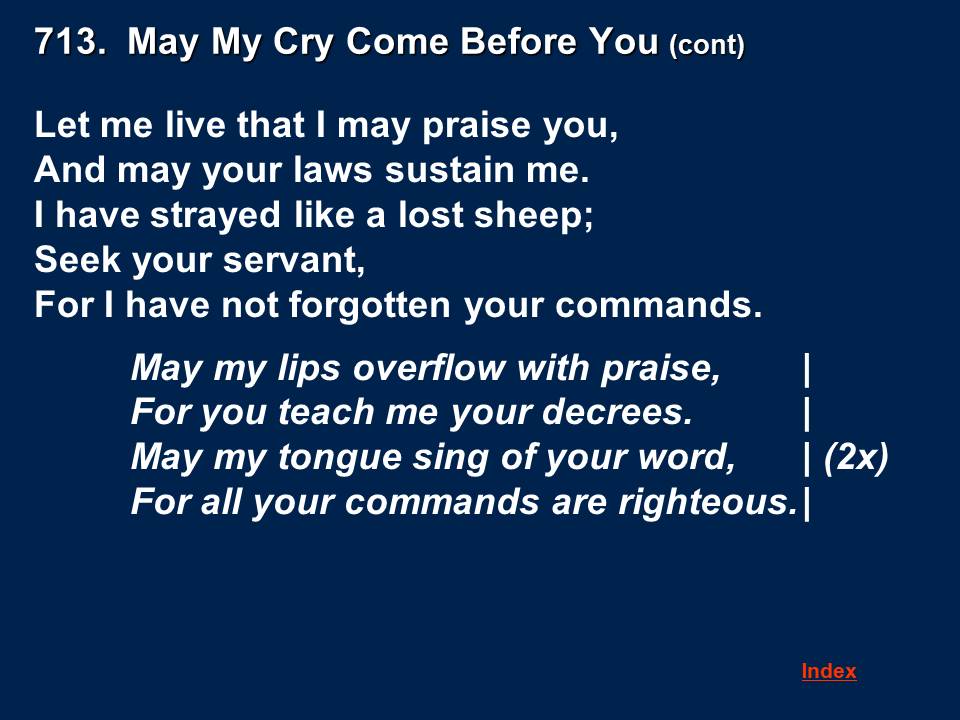 713. May My Cry Come Before You (cont)
Let me live that I may praise you,
And may your laws sustain me.
I have strayed like a lost sheep;
Seek your servant,
For I have not forgotten your commands.
May my lips overflow with praise, |
For you teach me your decrees. |
May my tongue sing of your word, | (2x)
For all your commands are righteous. |
Index